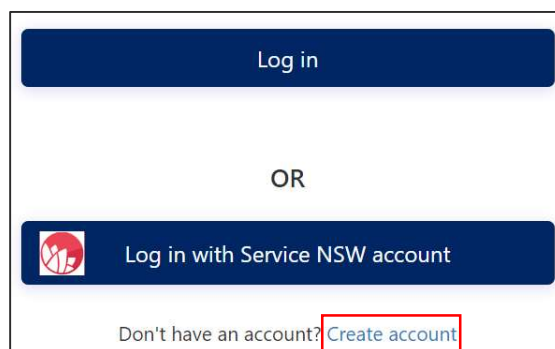 Log in
OR
Log in with Service NSW account
Don't have an account? Create account